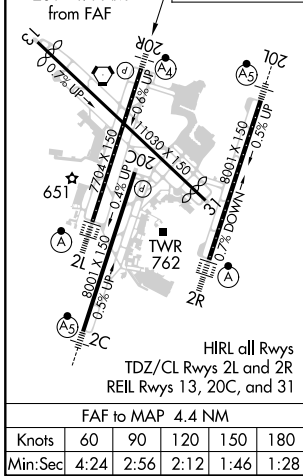 from FAF
20R
A4
P
20L
A5
13
0.7% UP
0.6% UP
7704 X 150
11030 X 150
20C
P
0.5% UP
8001 X 150
651
0.4% UP
31
A
2L
TWR
762
8001 X 150
0.5% UP
0.7% DOWN
A
2R
A5
2C
HIRL all Rwys
TDZ/CL Rwys 2L and 2R
REIL Rwys 13, 20C, and 31
FAF to MAP 4.4 NM
Knots 60 90 120 150 180
Min:Sec 4:24 2:56 2:12 1:46 1:28